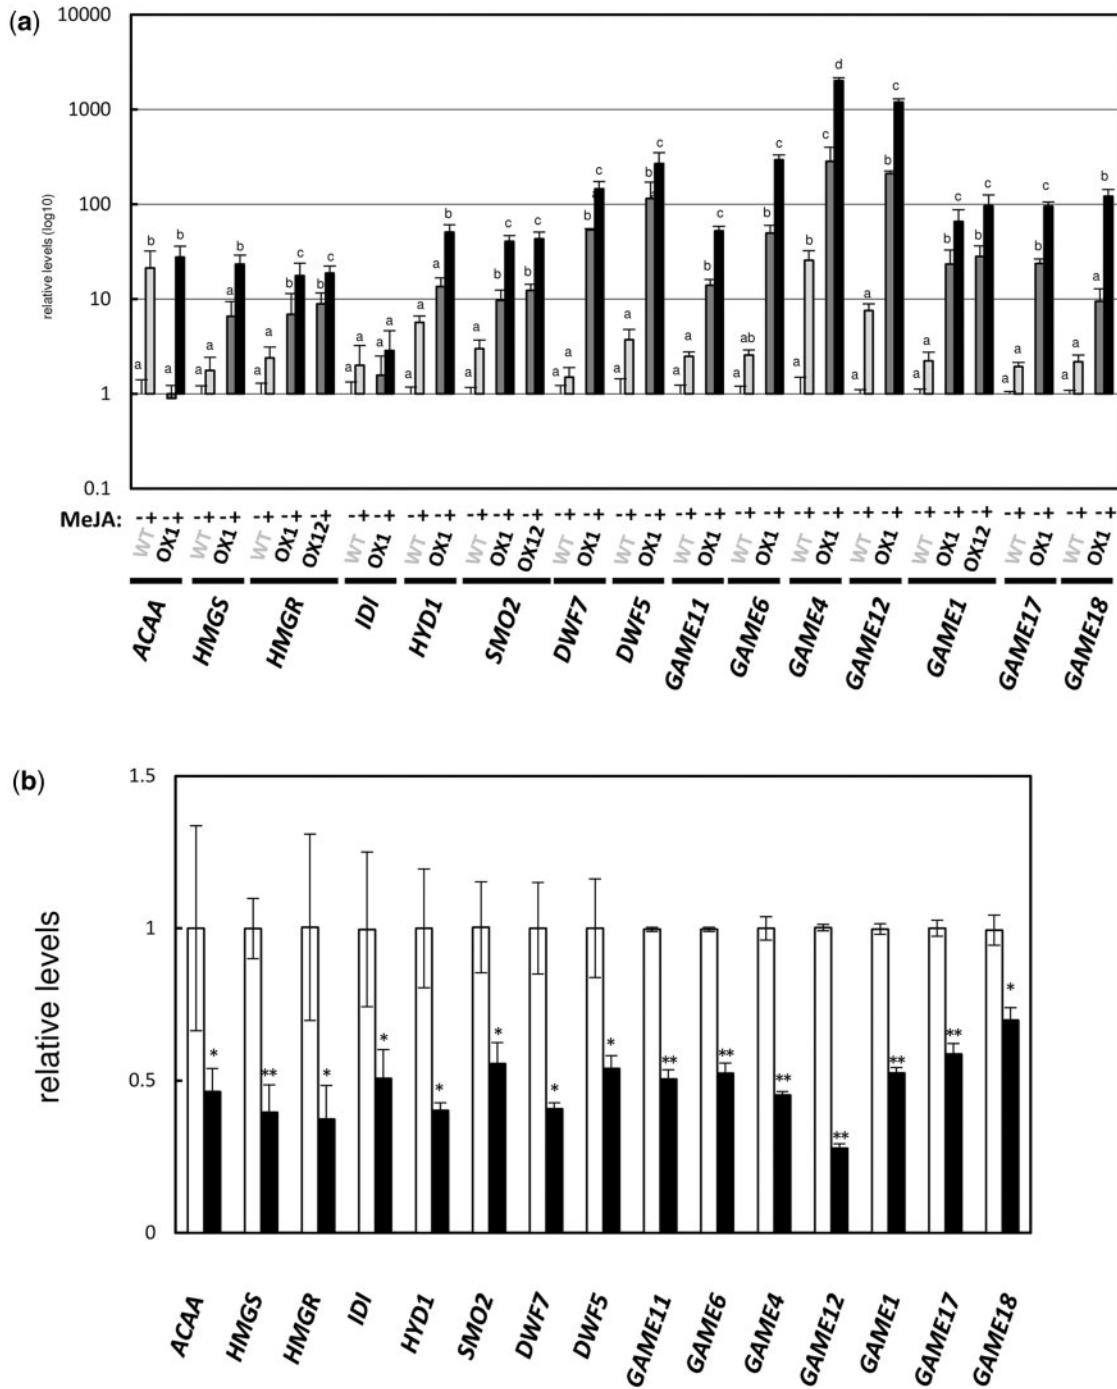 (a)
relative levels (log10)
10000
1000
100
10
1
0.1
a b a b
a a a b
a a b c b c
a a a a
a a a b
a a b c b c
a a b c
a a b c
a a b c
a ab b c
a b c d
a a b c
a a b c b c
a a b c
a a b b
MeJA: -+-+ -+-+ -+-+-+ -+-+ -+-+ -+-+-+ -+-+ -+-+ -+-+ -+-+ -+-+ -+-+ -+-+-+ -+-+ -+-+
WT OX1 WT OX1 WT OX1 OX12 WT OX1 WT OX1 WT OX1 OX12 WT OX1 WT OX1 WT OX1 WT OX1 WT OX1 WT OX1 WT OX1 OX12 WT OX1 WT OX1
ACAA HMGS HMGR IDI HYD1 SMO2 DWF7 DWF5 GAME11 GAME6 GAME4 GAME12 GAME1 GAME17 GAME18
(b)
relative levels
1.5
1
0.5
0
* ** * * * * * * ** ** ** ** ** ** *
ACAA HMGS HMGR IDI HYD1 SMO2 DWF7 DWF5 GAME11 GAME6 GAME4 GAME12 GAME1 GAME17 GAME18